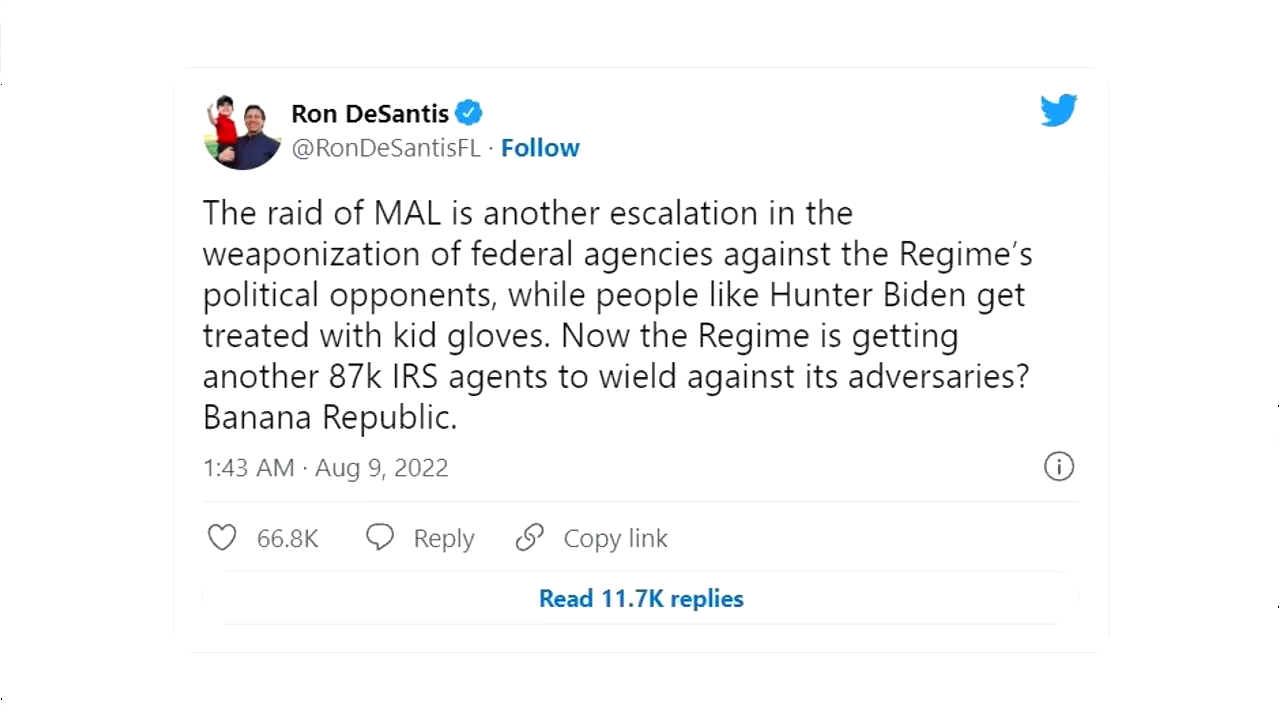 Ron DeSantis
@RonDeSantisFL · Follow
The raid of MAL is another escalation in the
weaponization of federal agencies against the Regime’s
political opponents, while people like Hunter Biden get
treated with kid gloves. Now the Regime is getting
another 87k IRS agents to wield against its adversaries?
Banana Republic.
1:43 AM · Aug 9, 2022
66.8K Reply Copy link
Read 11.7K replies